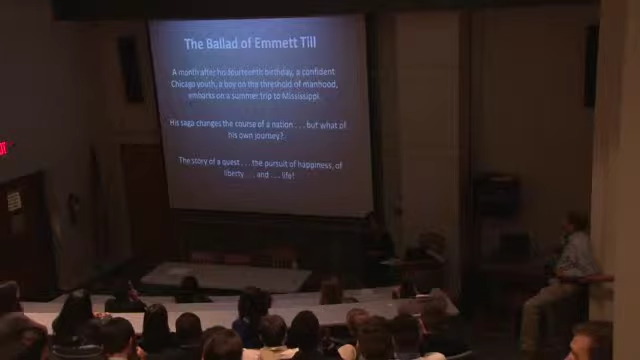 The Ballad of Emmett Till
A month after his fourteenth birthday, a confident
Chicago youth, a boy on the threshold of manhood,
embarks on a summer trip to Mississippi.
His saga changes the course of a nation . . . but what of
his own journey?
The story of a quest . . . the pursuit of happiness, of
liberty . . . and . . . life!